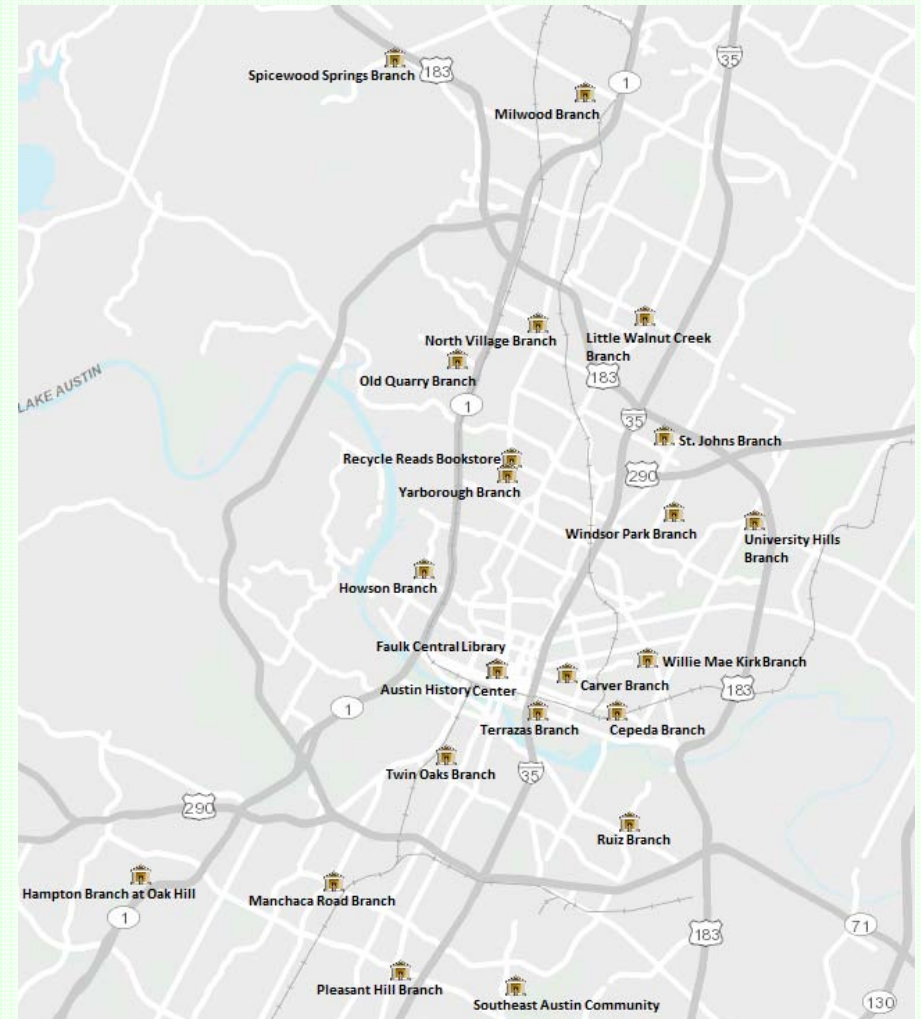 35
Spicewood Springs Branch
183
1
Milwood Branch
North Village Branch
Little Walnut Creek
Branch
Old Quarry Branch
183
LAKE AUSTIN
1
35
St. Johns Branch
Recycle Reads Bookstore
290
Yarborough Branch
Windsor Park Branch
University Hills
Branch
Howson Branch
Faulk Central Library
Willie Mae Kirk Branch
Austin History Center
Carver Branch
183
1
Terrazas Branch
Cepeda Branch
Twin Oaks Branch
35
290
Ruiz Branch
Hampton Branch at Oak Hill
Manchaca Road Branch
1
71
183
Pleasant Hill Branch
Southeast Austin Community
130